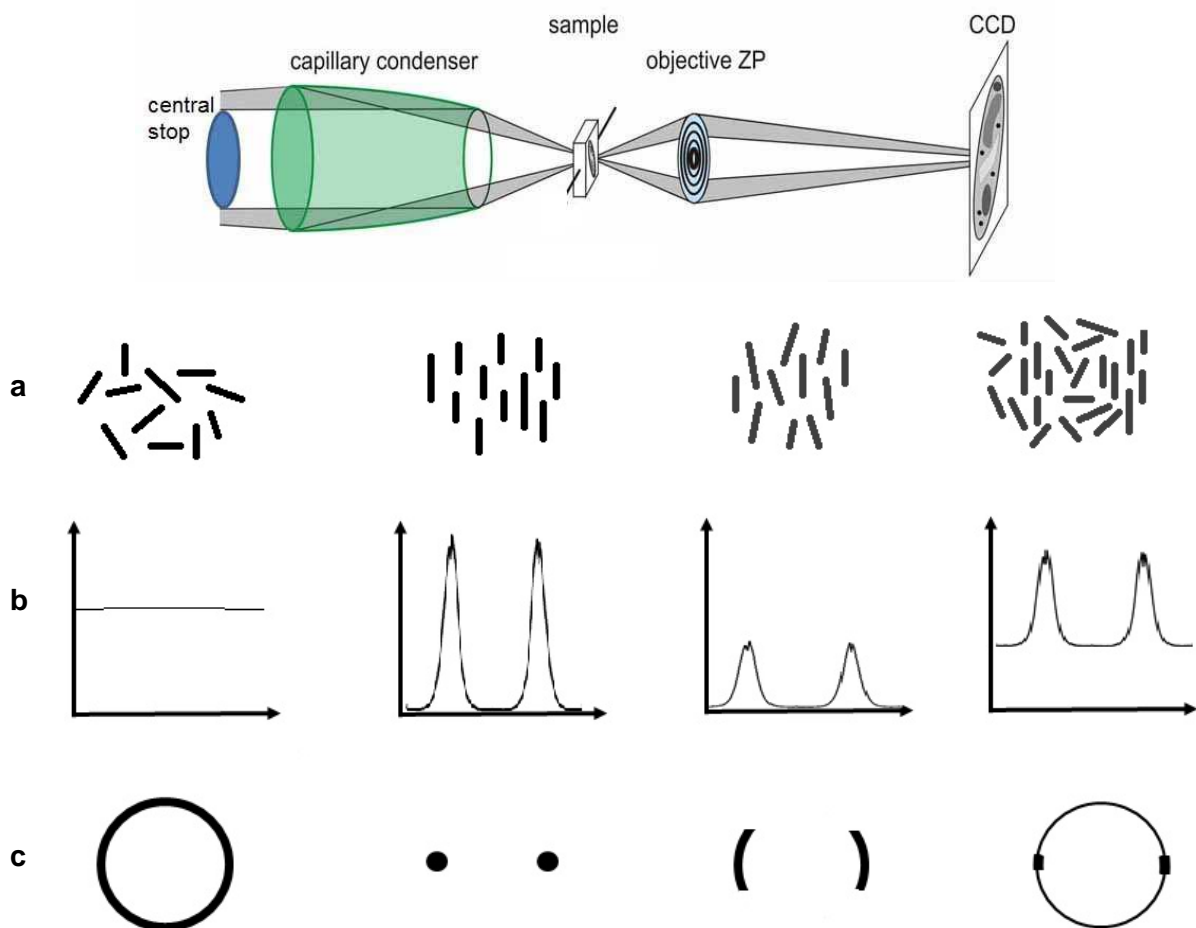 sample
CCD
capillary condenser
objective ZP
central
stop
a
b
c